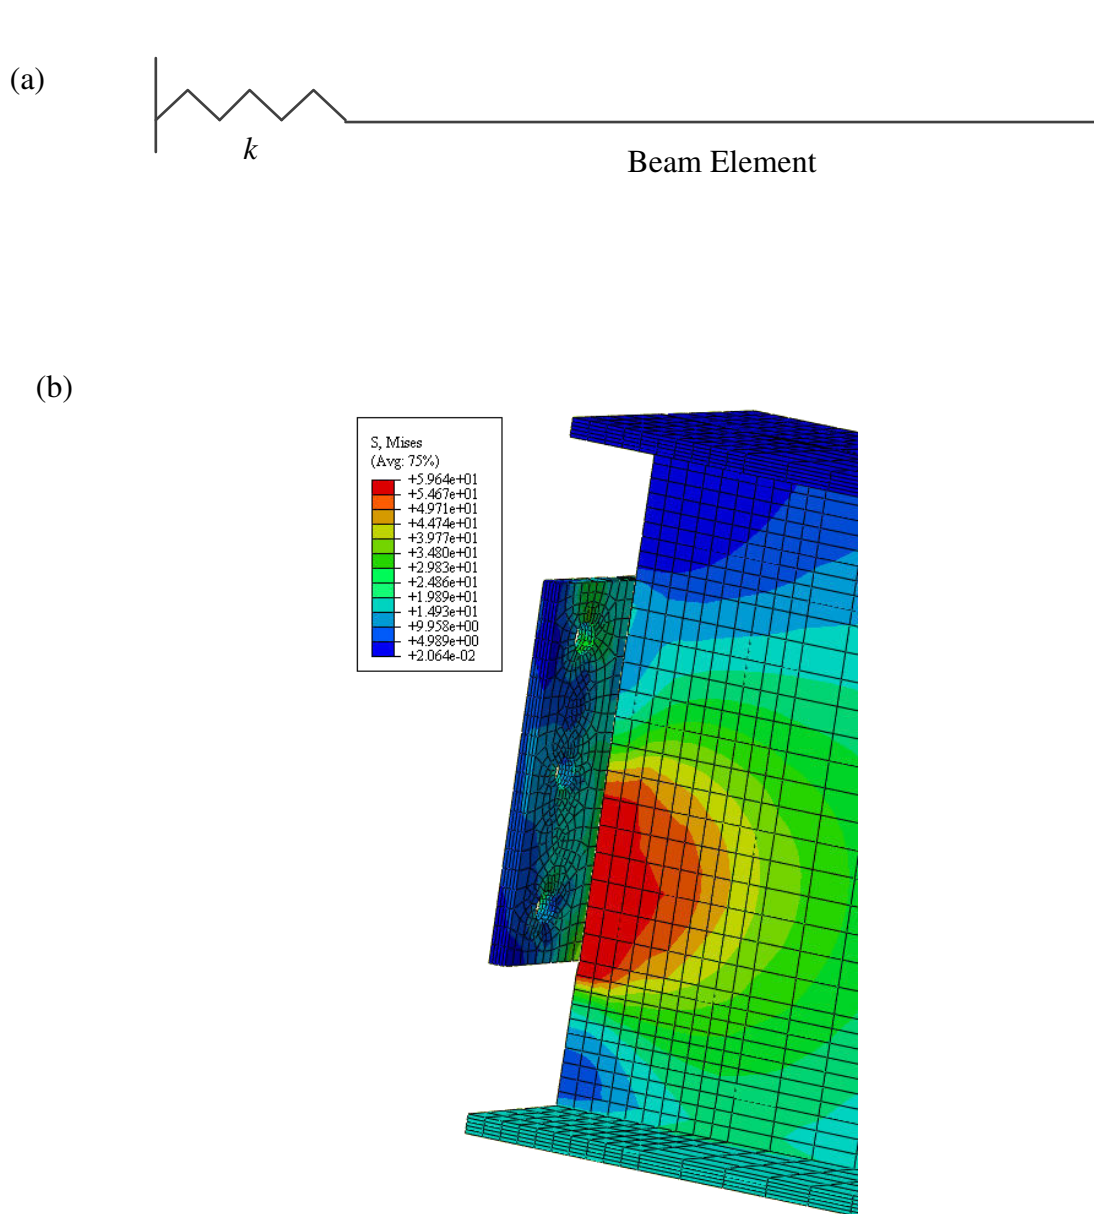 (a)
k
Beam Element
(b)
S, Mises
(Avg: 75%)
+5.964e+01
+5.467e+01
+4.971e+01
+4.474e+01
+3.977e+01
+3.480e+01
+2.983e+01
+2.486e+01
+1.989e+01
+1.493e+01
+9.958e+00
+4.989e+00
+2.064e-02